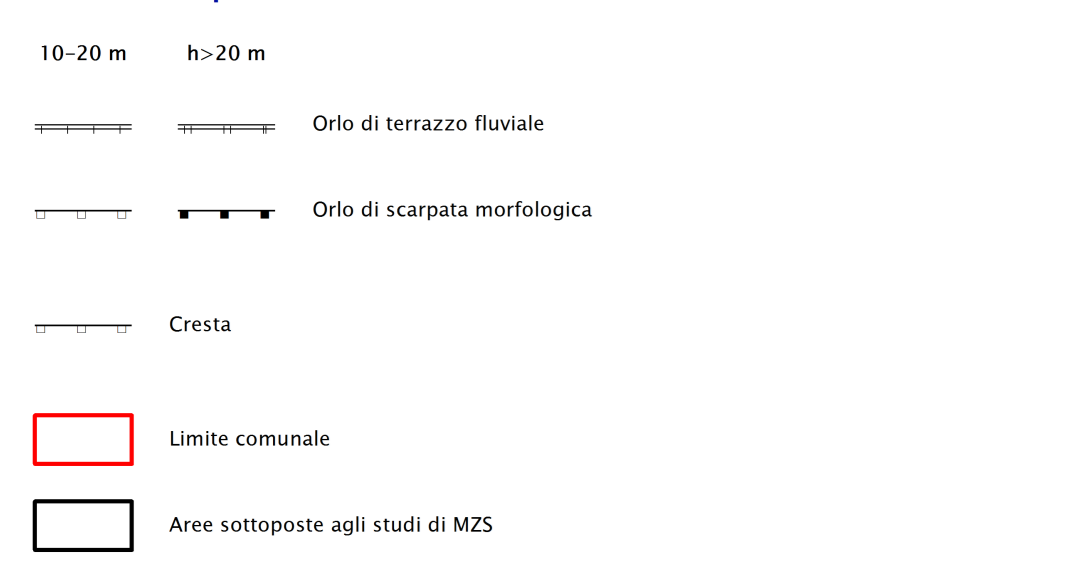 10-20 m h>20 m
Orlo di terrazzo fluviale
Orlo di scarpata morfologica
Cresta
Limite comunale
Aree sottoposte agli studi di MZS